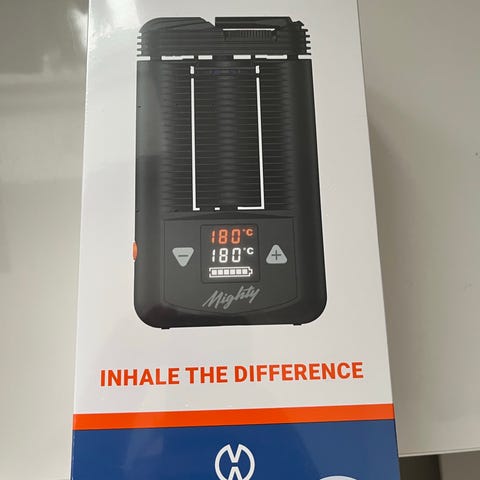 180°C
180°C
− +
Mighty
INHALE THE DIFFERENCE